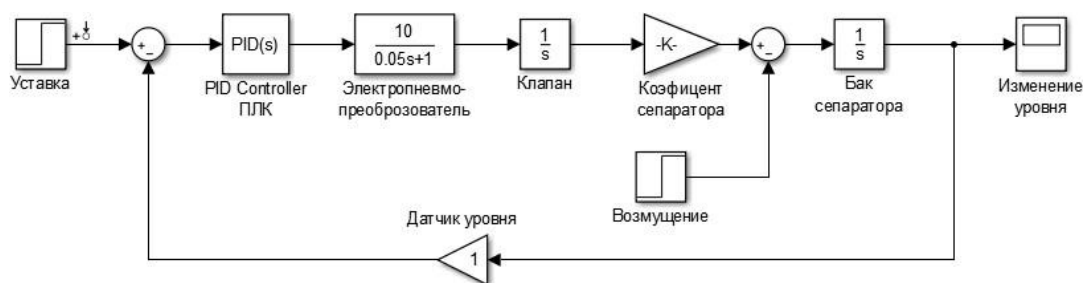 Уставка
+
−
PID(s)
PID Controller
ПЛК
10
0.05s+1
Электропневмо-
преобразователь
1
s
Клапан
-K-
Коэфицент
сепаратора
+
−
1
s
Бак
сепаратора
Изменение
уровня
Возмущение
Датчик уровня
1